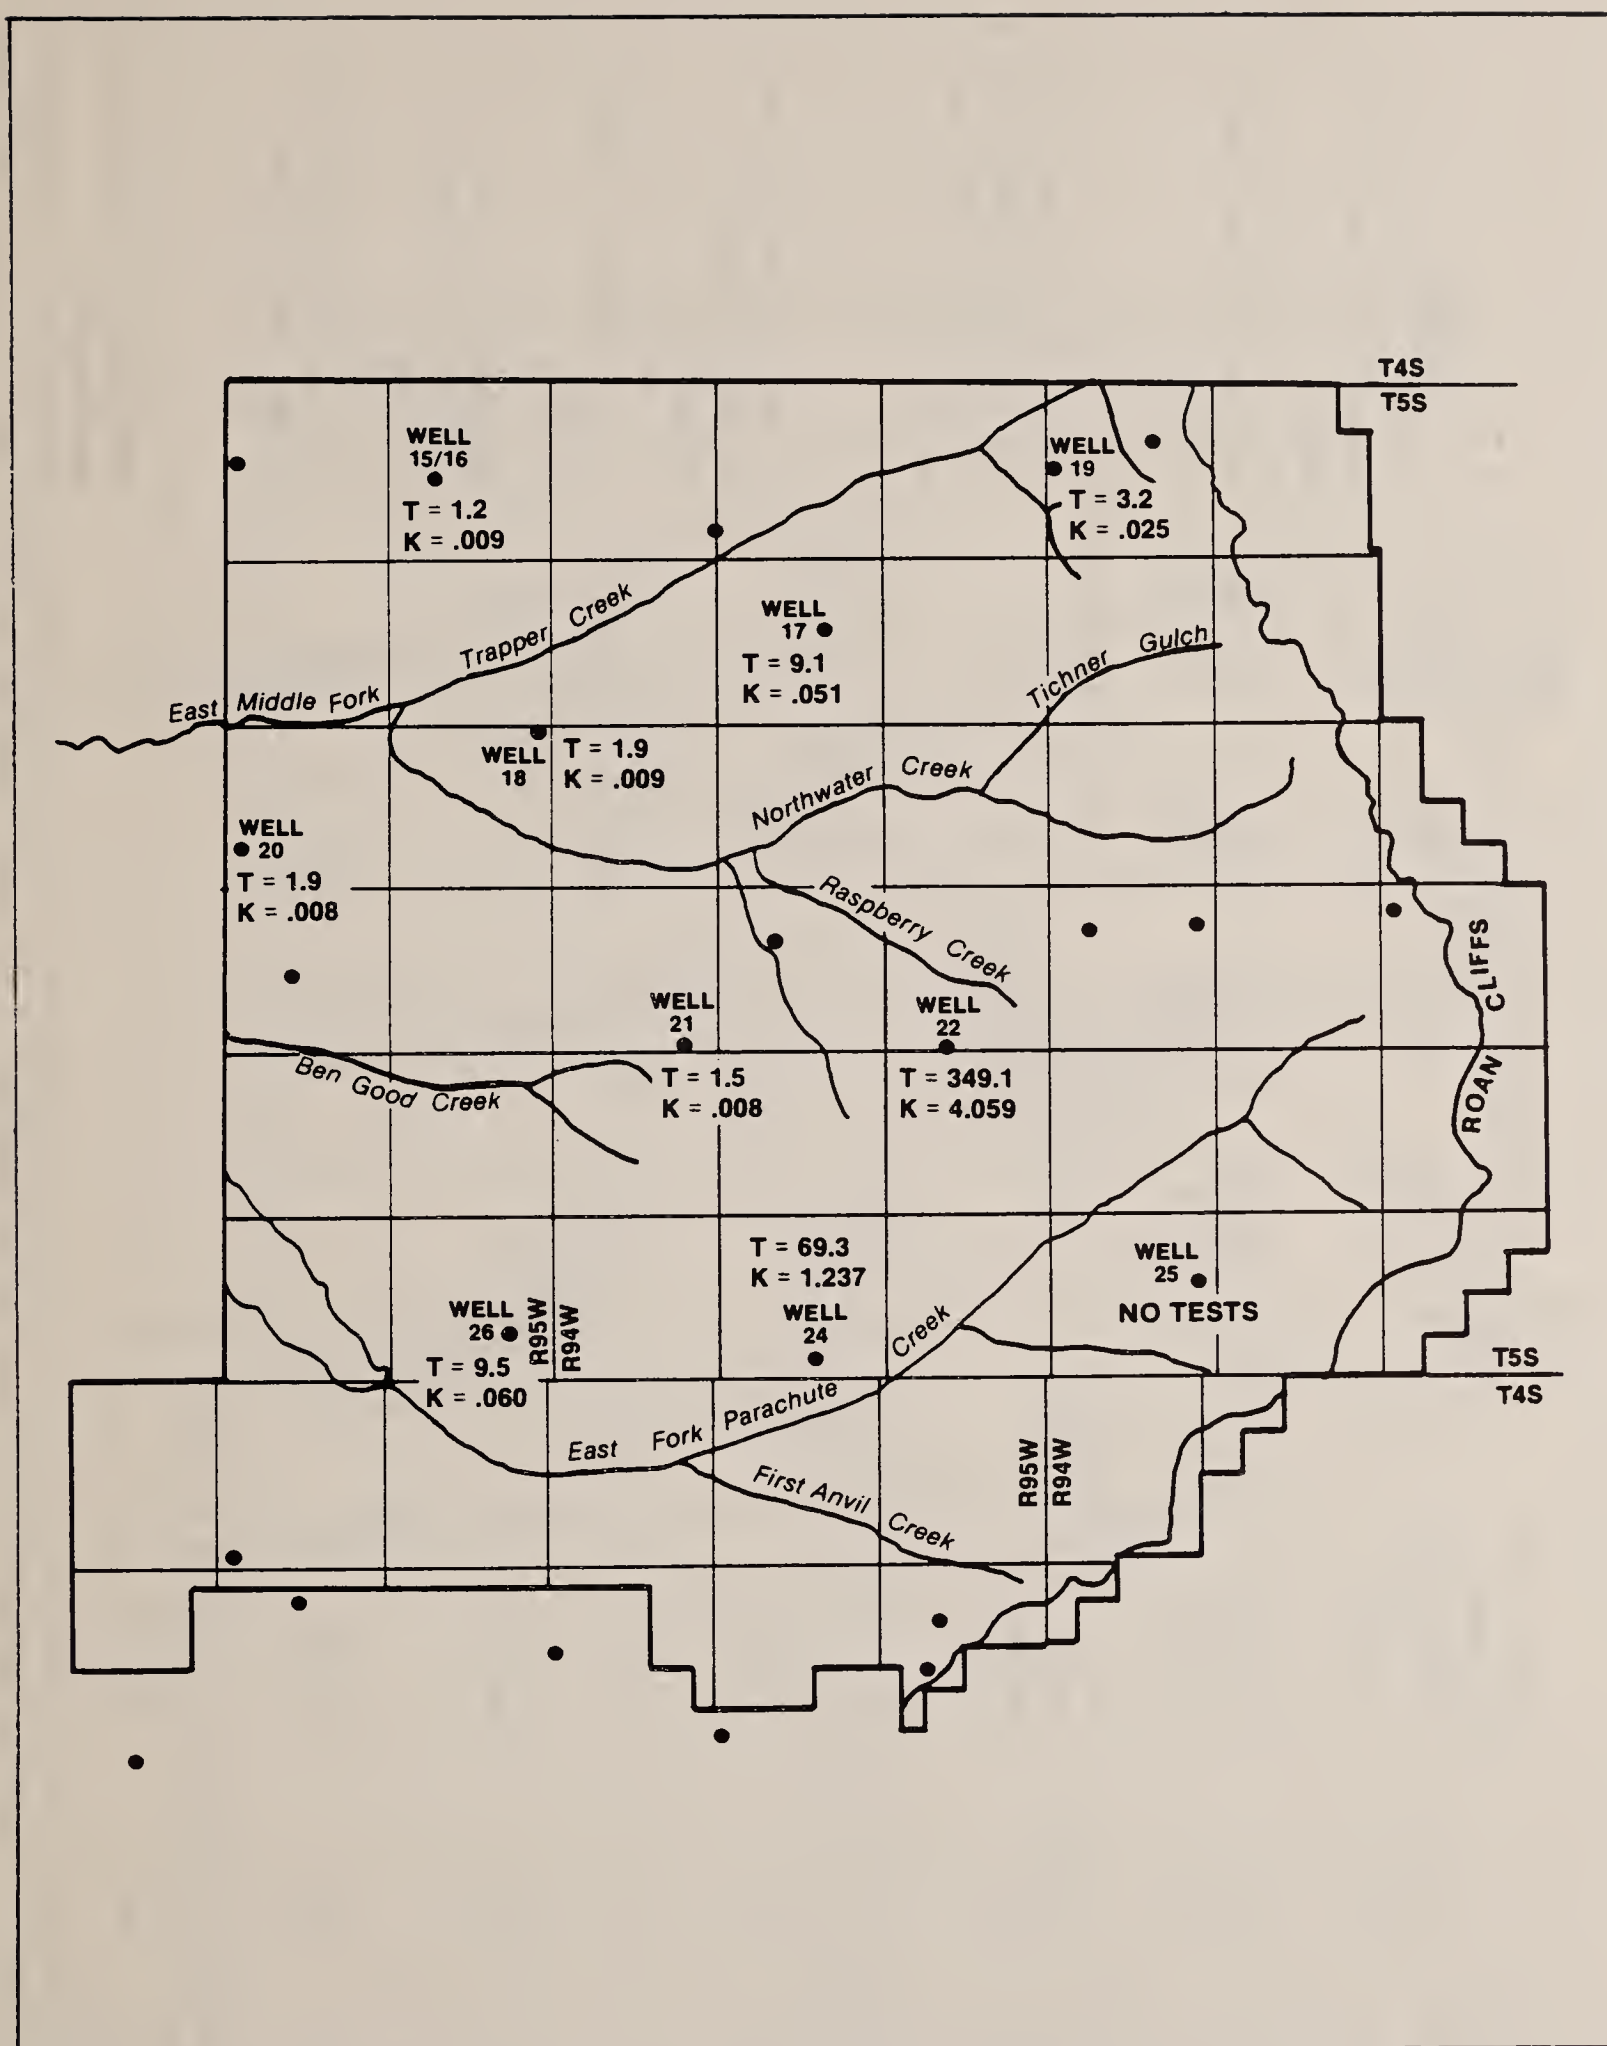 T4S
T5S
WELL
15/16
T = 1.2
K = .009
WELL
19
T = 3.2
K = .025
Trapper Creek
WELL
17
T = 9.1
K = .051
Tichner Gulch
East Middle Fork
WELL
18
T = 1.9
K = .009
Northwater Creek
WELL
20
T = 1.9
K = .008
Raspberry Creek
ROAN CLIFFS
WELL
21
T = 1.5
K = .008
WELL
22
T = 349.1
K = 4.059
Ben Good Creek
T = 69.3
K = 1.237
WELL
24
WELL
25
NO TESTS
WELL
26
T = 9.5
K = .060
R95W
R94W
T5S
T4S
East Fork Parachute Creek
First Anvil Creek
R95W
R94W